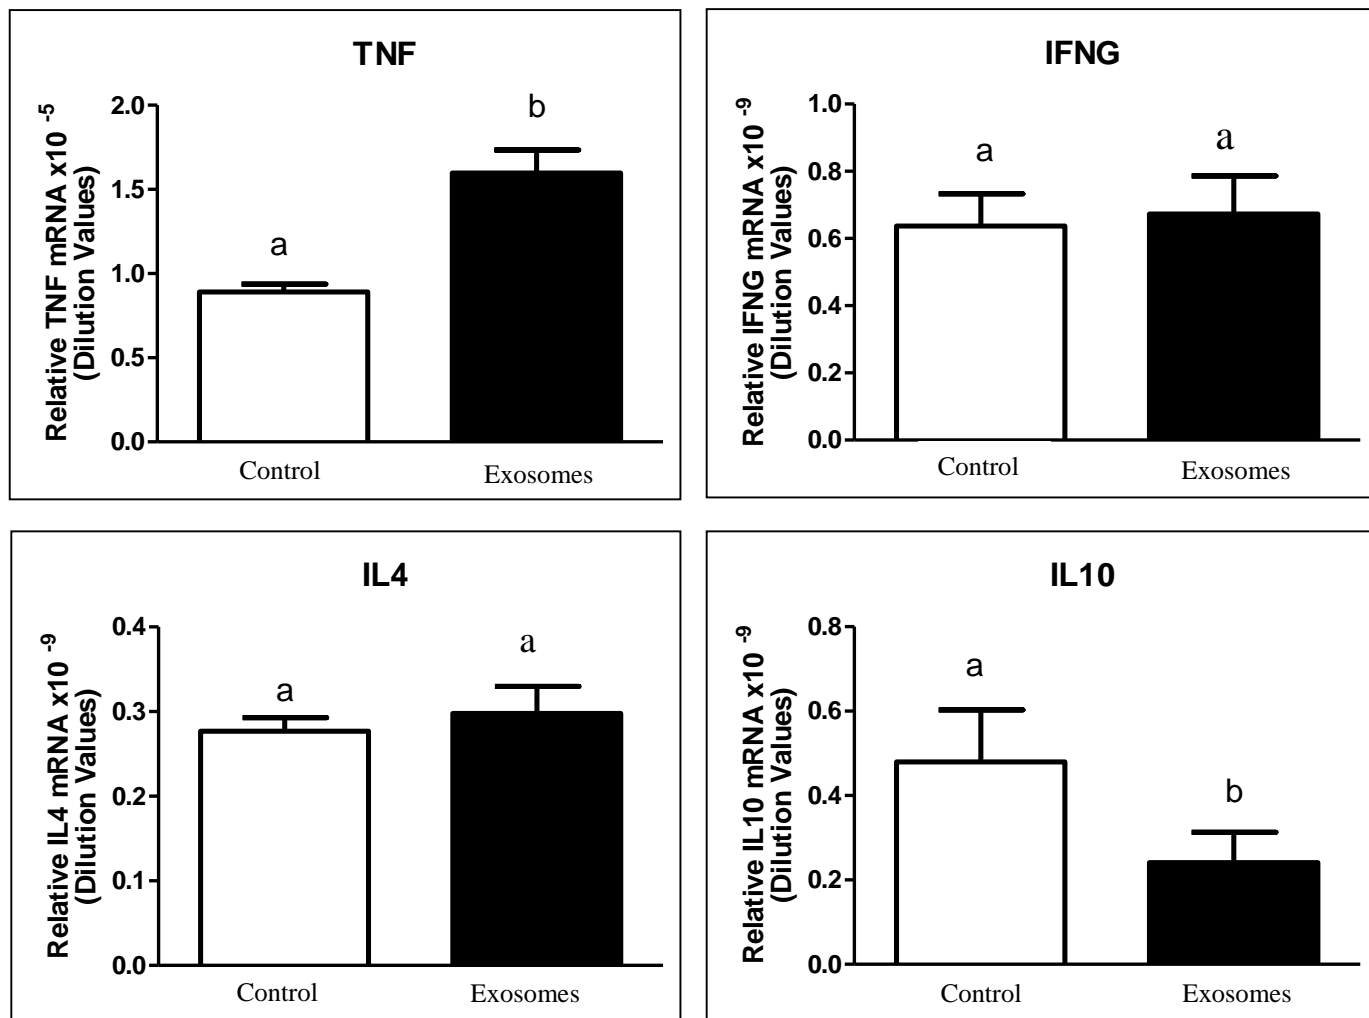 TNF
Relative TNF mRNA x10 -5
(Dilution Values)
2.0
1.5
1.0
0.5
0.0
a
b
Control
Exosomes
IFNG
Relative IFNG mRNA x10 -9
(Dilution Values)
1.0
0.8
0.6
0.4
0.2
0.0
a
a
Control
Exosomes
IL4
Relative IL4 mRNA x10 -9
(Dilution Values)
0.4
0.3
0.2
0.1
0.0
a
a
Control
Exosomes
IL10
Relative IL10 mRNA x10 -9
(Dilution Values)
0.8
0.6
0.4
0.2
0.0
a
b
Control
Exosomes